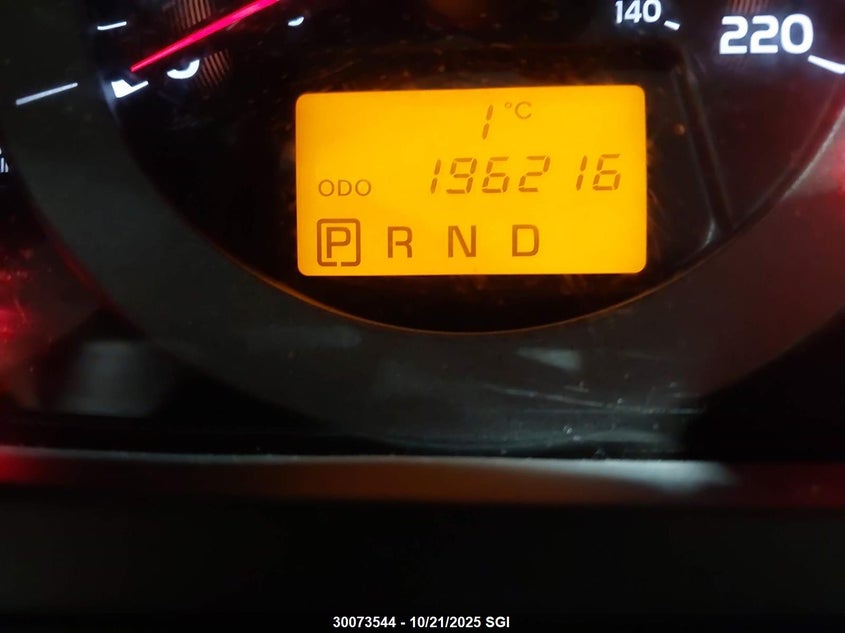 140
220
1°C
ODO 196216
P R N D
30073544 - 10/21/2025 SGI